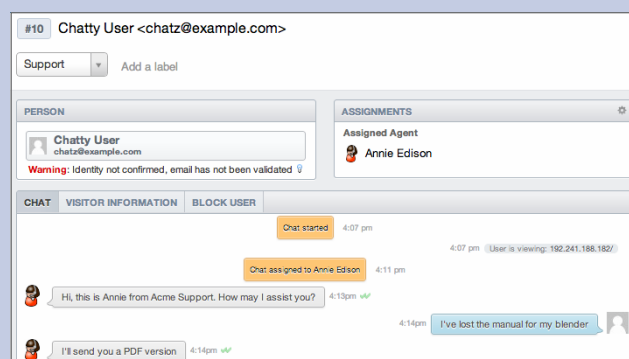 #10 Chatty User <chatz@example.com>
Support Add a label
PERSON
Chatty User
chatz@example.com
Warning: Identity not confirmed, email has not been validated
ASSIGNMENTS
Assigned Agent
Annie Edison
CHAT VISITOR INFORMATION BLOCK USER
Chat started 4:07 pm
4:07 pm User is viewing: 192.241.188.182/
Chat assigned to Annie Edison 4:11 pm
Hi, this is Annie from Acme Support. How may I assist you? 4:13pm
4:14pm I've lost the manual for my blender
I'll send you a PDF version 4:14pm